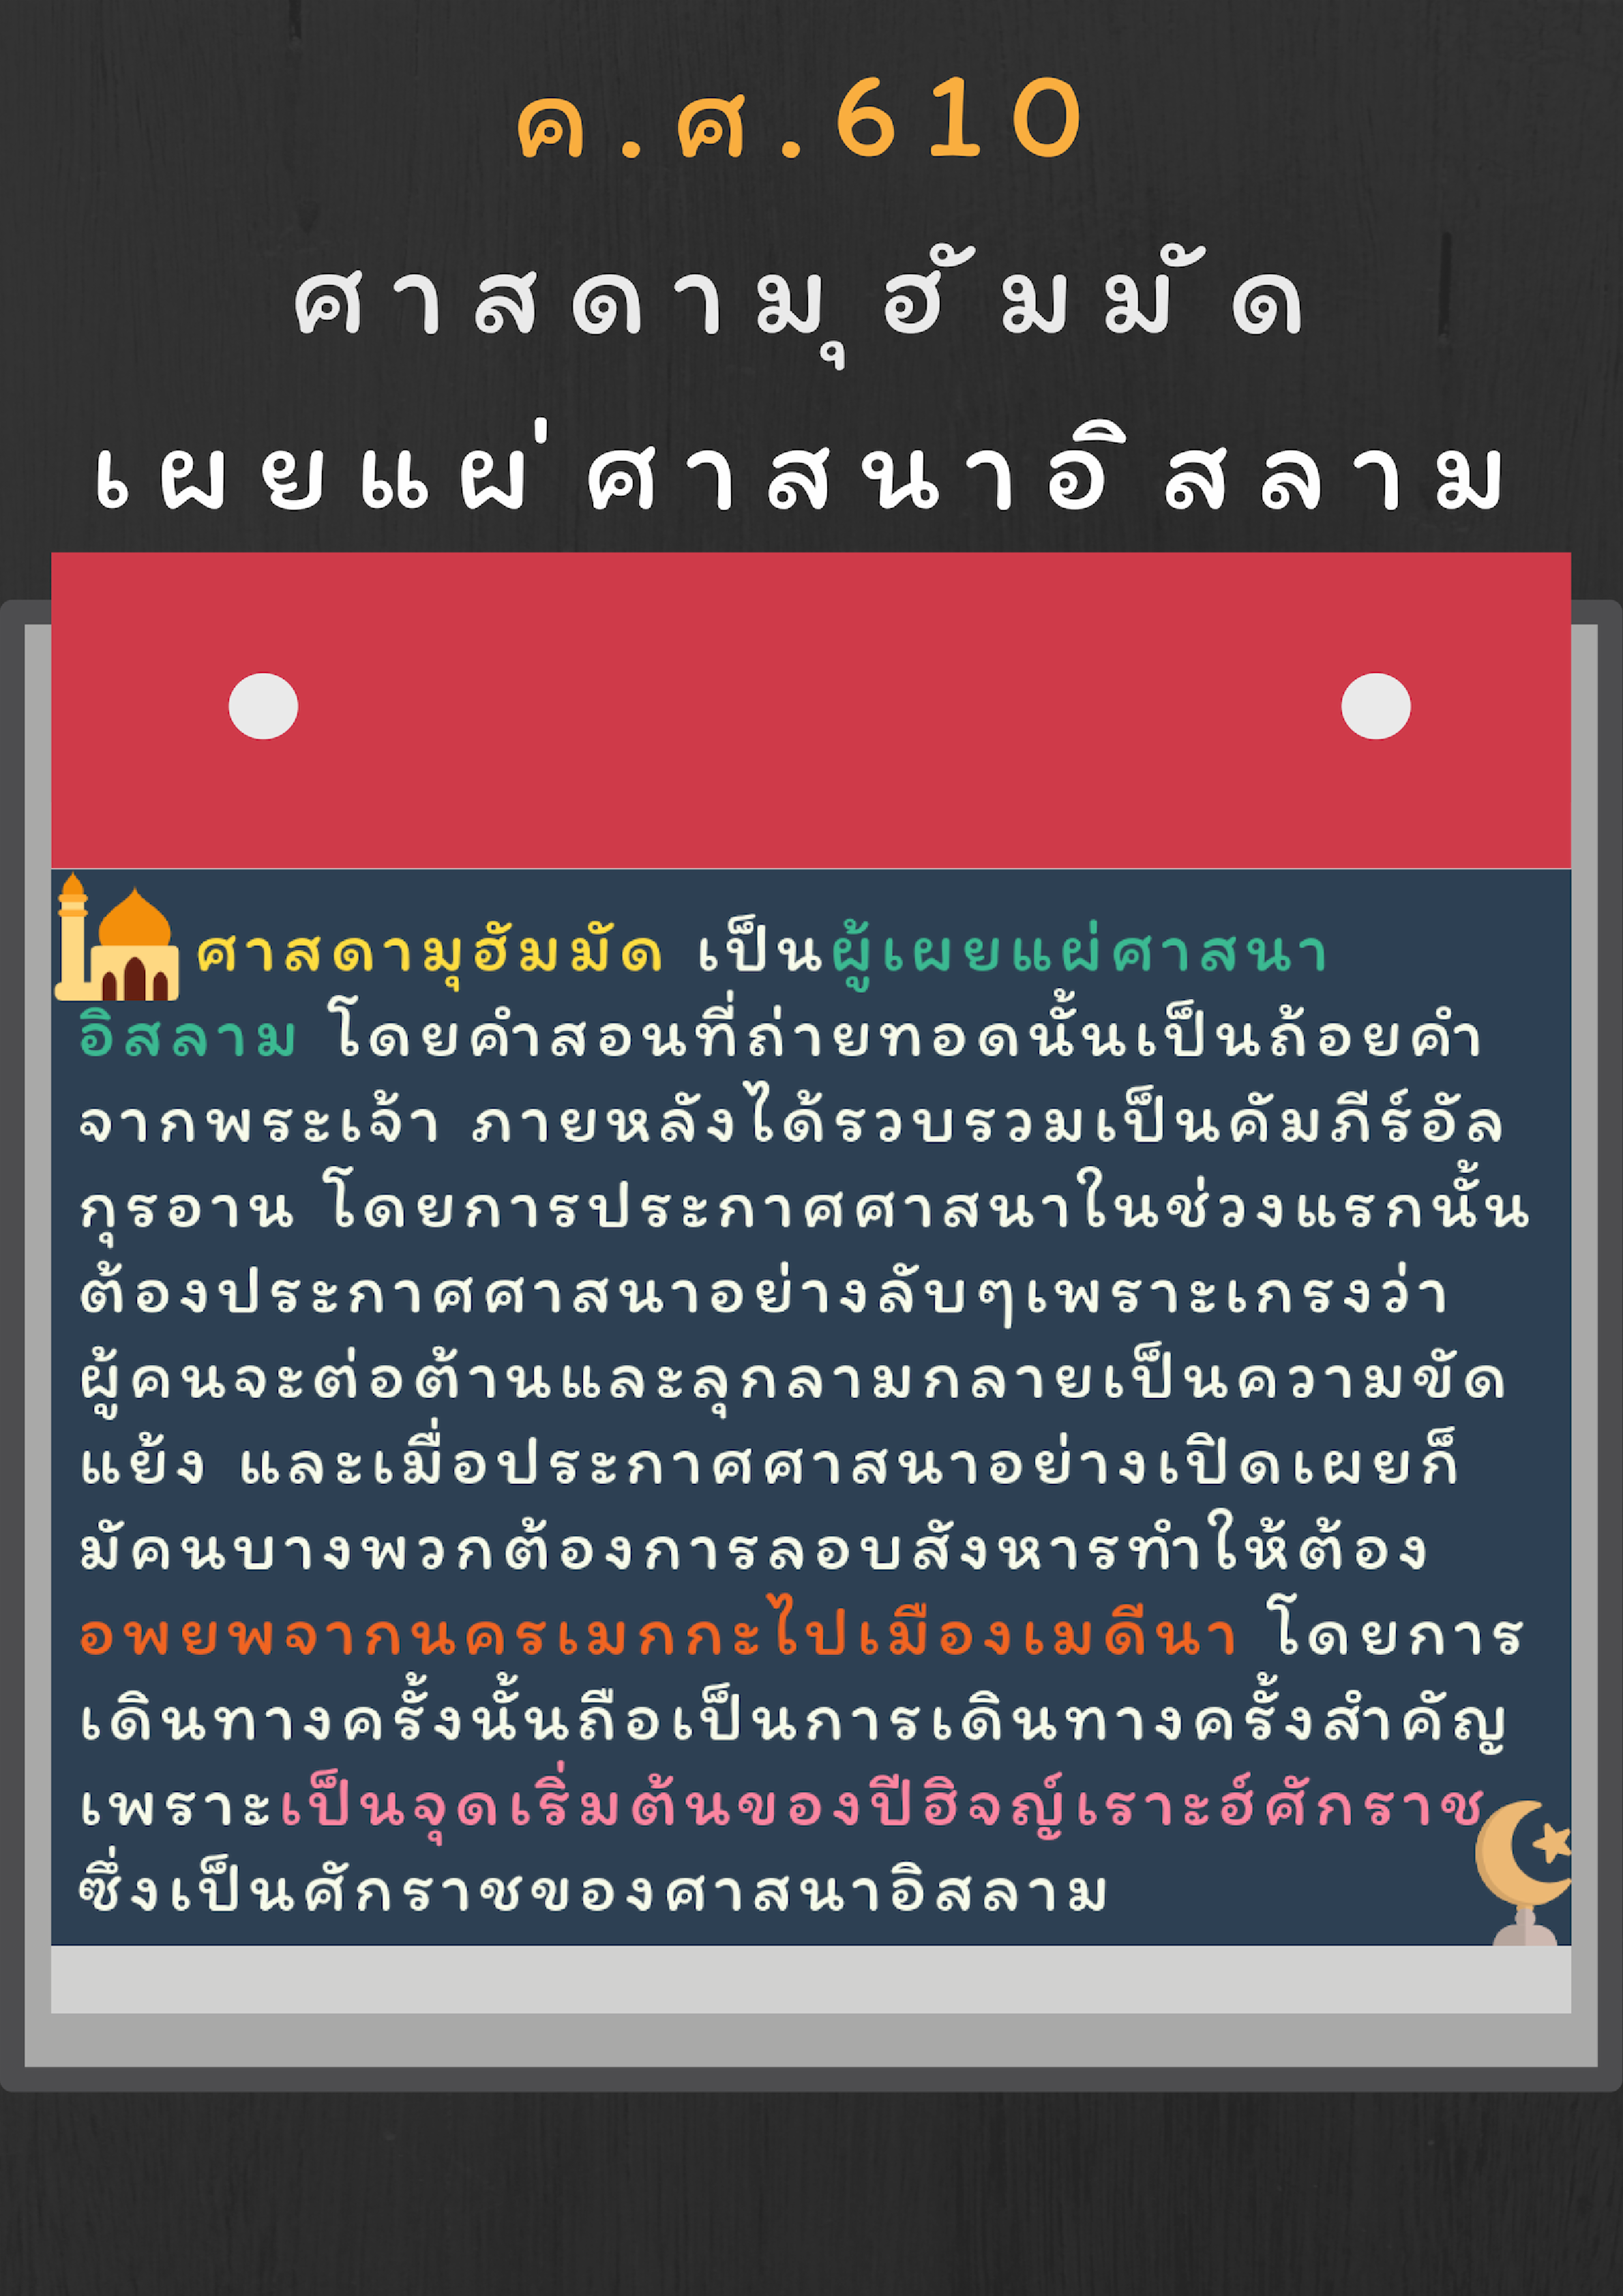 ค.ศ.610
ศาสดามุฮัมมัด
เผยแผ่ศาสนาอิสลาม
ศาสดามุฮัมมัด เป็นผู้เผยแผ่ศาสนา
อิสลาม โดยคำสอนที่ถ่ายทอดนั้นเป็นถ้อยคำ
จากพระเจ้า ภายหลังได้รวบรวมเป็นคัมภีร์อัล
กุรอาน โดยการประกาศศาสนาในช่วงแรกนั้น
ต้องประกาศศาสนาอย่างลับๆเพราะเกรงว่า
ผู้คนจะต่อต้านและลุกลามกลายเป็นความขัด
แย้ง และเมื่อประกาศศาสนาอย่างเปิดเผยก็
มัคนบางพวกต้องการลอบสังหารทำให้ต้อง
อพยพจากนครเมกกะไปเมืองเมดีนา โดยการ
เดินทางครั้งนั้นถือเป็นการเดินทางครั้งสำคัญ
เพราะเป็นจุดเริ่มต้นของปีฮิจญ์เราะฮ์ศักราช
ซึ่งเป็นศักราชของศาสนาอิสลาม